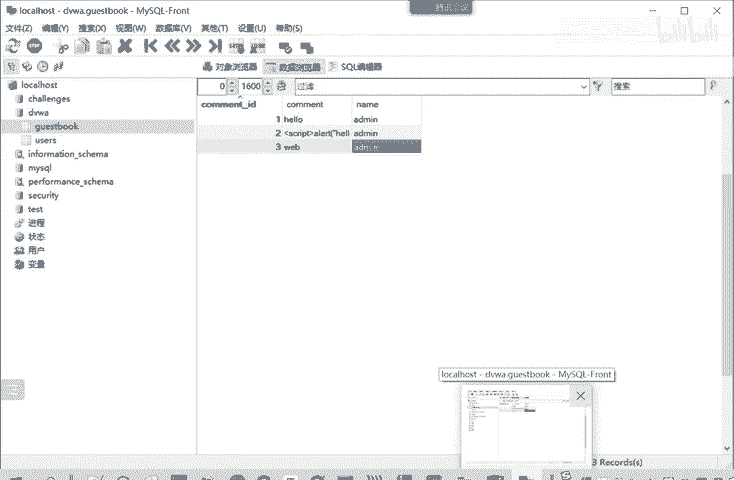 localhost - dvwa.guestbook - MySQL-Front
bilibili
文件(Z) 编辑(Y) 搜索(X) 视图(W) 数据库(V) 其他(T) 设置(U) 帮助(S)
对象浏览器 数据浏览器 SQL编辑器
localhost
0 1600 过滤 搜索
challenges
comment_id comment name
dvwa
1 hello admin
guestbook
2 <script>alert("hell admin
users
3 web admin
information_schema
mysql
performance_schema
security
test
进程
状态
用户
变量
localhost - dvwa.guestbook - MySQL-Front
3 Records(s)